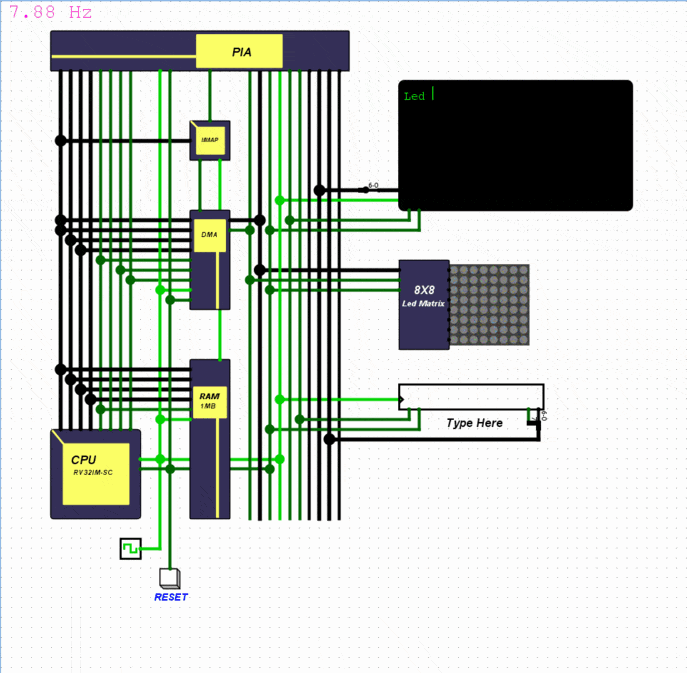 7.88 Hz
PIA
MMAP
Led
0-6
DMA
8X8
Led Matrix
RAM
1MB
0-6
Type Here
CPU
RV32IM-SC
RESET